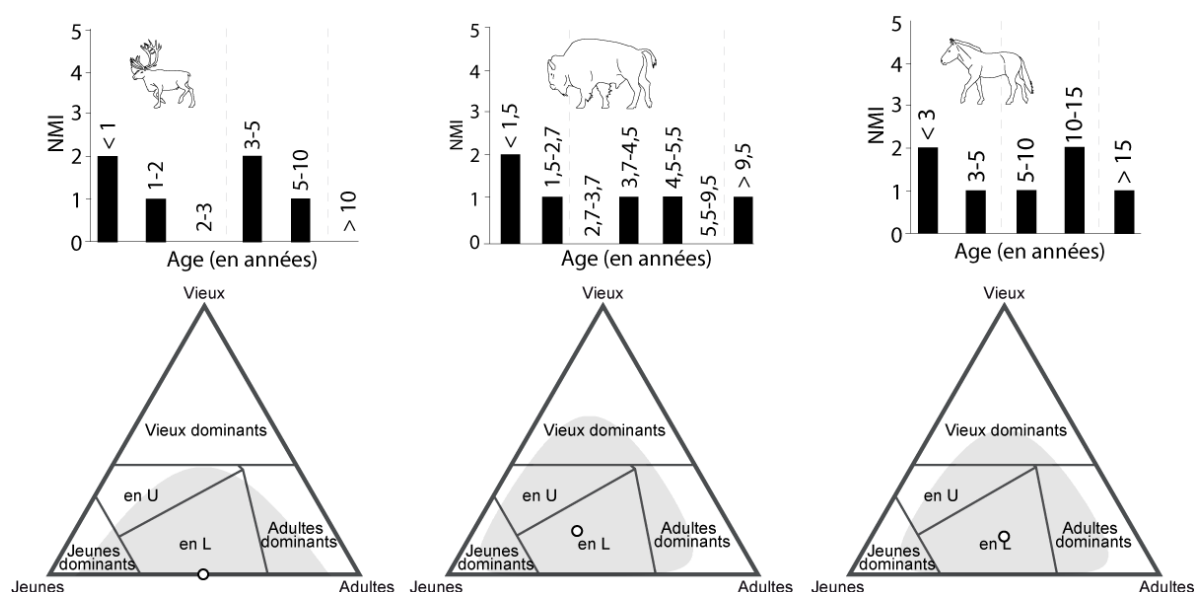 5
4
3
2
1
0
NMI
< 1
1-2
2-3
3-5
5-10
> 10
Age (en années)
5
4
3
2
1
0
NMI
< 1,5
1,5-2,7
2,7-3,7
3,7-4,5
4,5-5,5
5,5-9,5
> 9,5
Age (en années)
5
4
3
2
1
0
NMI
< 3
3-5
5-10
10-15
> 15
Age (en années)
Vieux
Vieux dominants
en U
en L
Jeunes
dominants
Adultes
dominants
Jeunes
Adultes
Vieux
Vieux dominants
en U
en L
Jeunes
dominants
Adultes
dominants
Jeunes
Adultes
Vieux
Vieux dominants
en U
en L
Jeunes
dominants
Adultes
dominants
Jeunes
Adultes